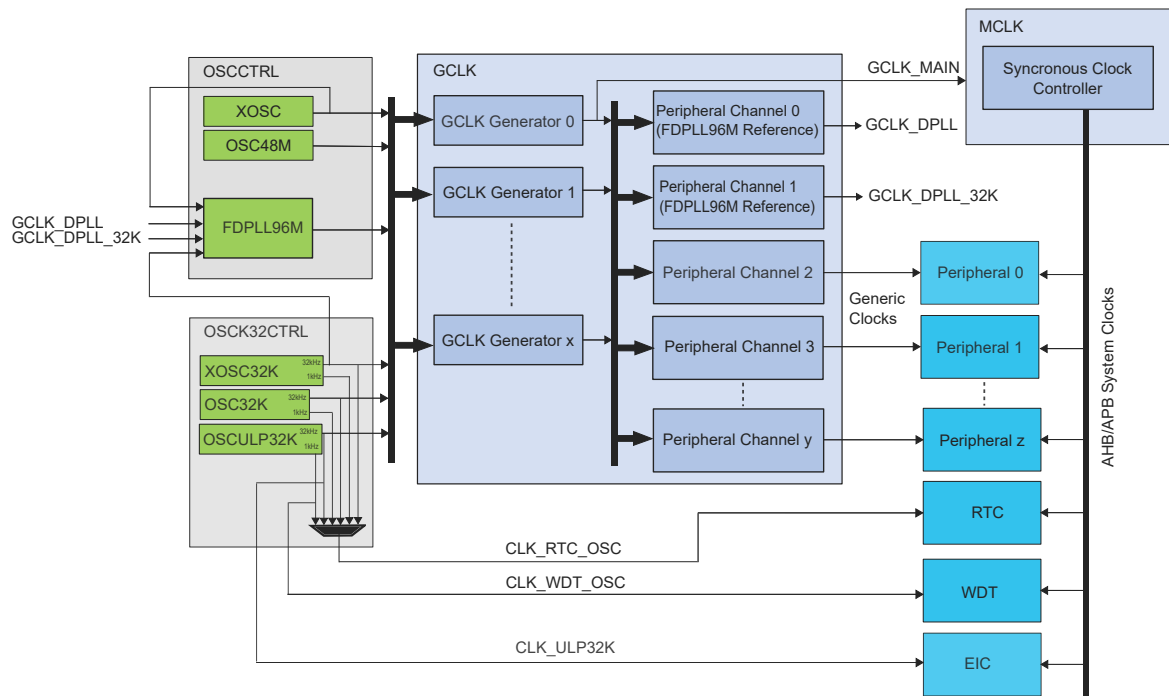 MCLK
Syncronous Clock
Controller
GCLK_MAIN
OSCCTRL
XOSC
OSC48M
FDPLL96M
GCLK_DPLL
GCLK_DPLL_32K
GCLK
GCLK Generator 0
GCLK Generator 1
GCLK Generator x
Peripheral Channel 0
(FDPLL96M Reference)
Peripheral Channel 1
(FDPLL96M Reference)
Peripheral Channel 2
Peripheral Channel 3
Peripheral Channel y
GCLK_DPLL
GCLK_DPLL_32K
Generic
Clocks
Peripheral 0
Peripheral 1
Peripheral z
AHB/APB System Clocks
OSCK32CTRL
XOSC32K
32kHz
1kHz
OSC32K
32kHz
1kHz
OSCULP32K
32kHz
1kHz
CLK_RTC_OSC
RTC
CLK_WDT_OSC
WDT
CLK_ULP32K
EIC